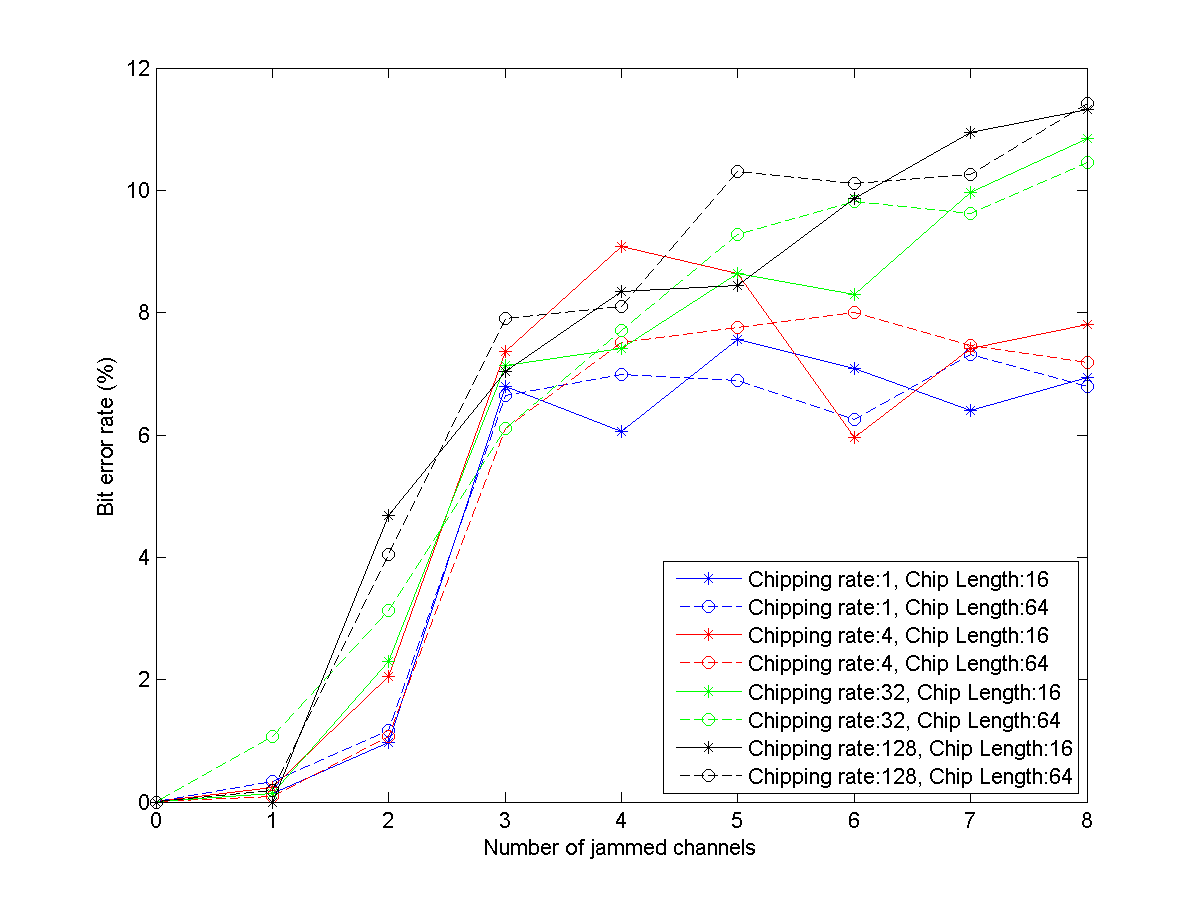 12
10
8
6
4
2
0
Bit error rate (%)
Chipping rate:1, Chip Length:16
Chipping rate:1, Chip Length:64
Chipping rate:4, Chip Length:16
Chipping rate:4, Chip Length:64
Chipping rate:32, Chip Length:16
Chipping rate:32, Chip Length:64
Chipping rate:128, Chip Length:16
Chipping rate:128, Chip Length:64
0 1 2 3 4 5 6 7 8
Number of jammed channels